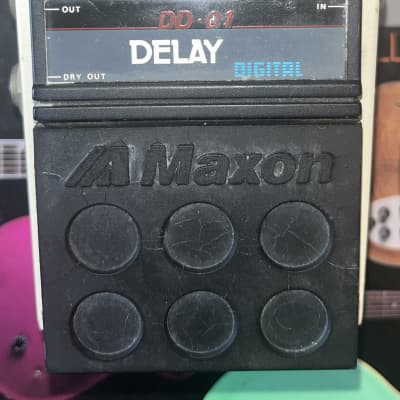 OUT
IN
DD-01
DELAY
DRY OUT
DIGITAL
Maxon